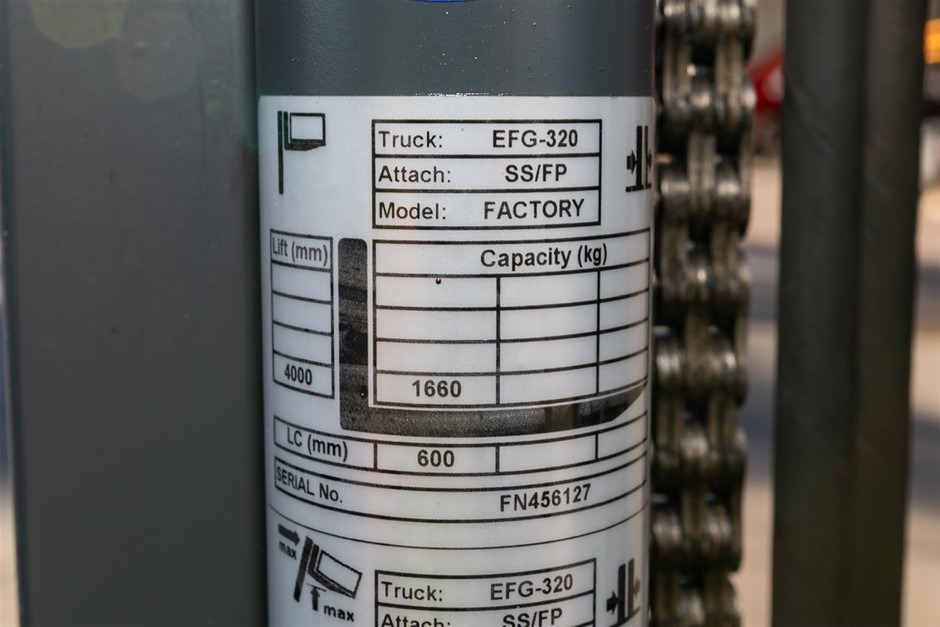 Truck: EFG-320
Attach: SS/FP
Model: FACTORY
Lift (mm) Capacity (kg)
4000 1660
LC (mm) 600
SERIAL No. FN456127
max
max
Truck: EFG-320
Attach: SS/FP